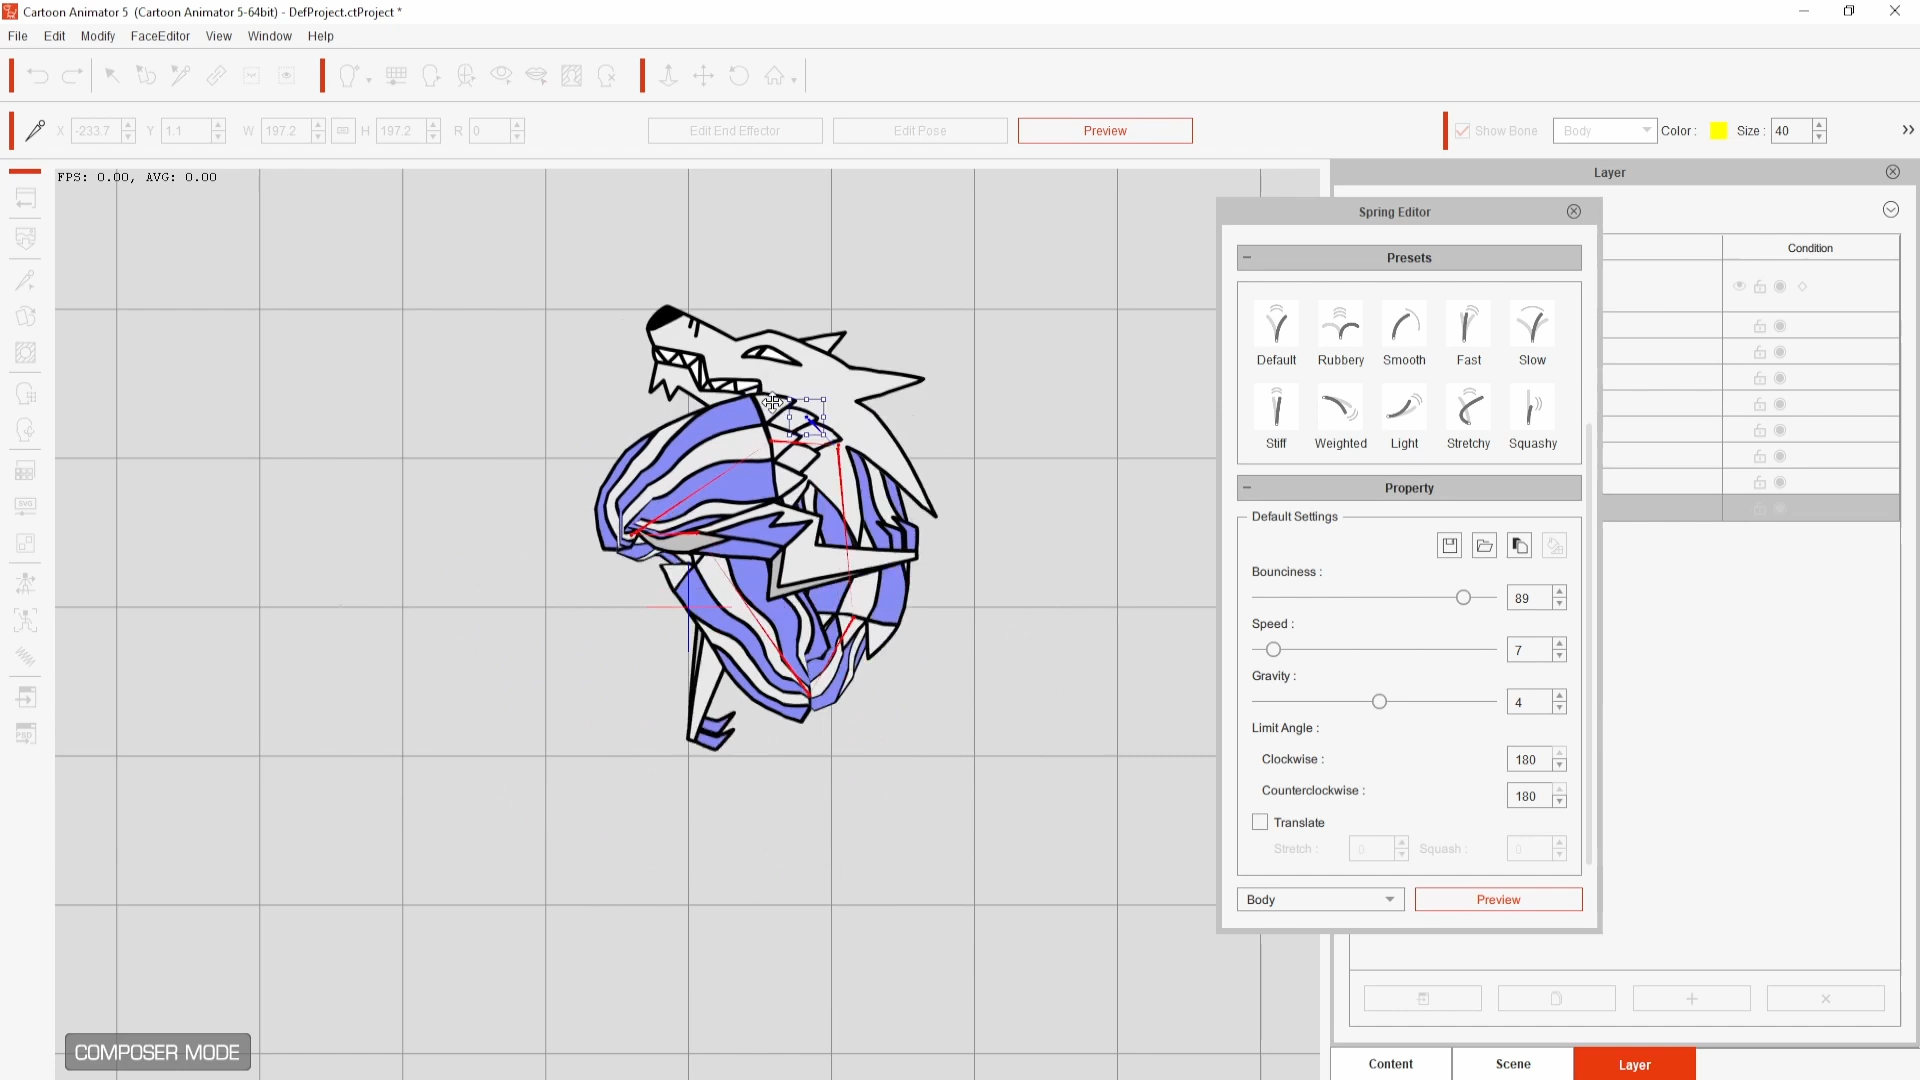 Cartoon Animator 5 (Cartoon Animator 5-64bit) - DefProject.ctProject *
File Edit Modify FaceEditor View Window Help
X -233.7 Y 1.1 W 197.2 H 197.2 R 0 Edit End Effector Edit Pose Preview Show Bone Body Color : Size : 40
FPS: 0.00, AVG: 0.00
Layer
Spring Editor
Condition
Presets
Default Rubbery Smooth Fast Slow
Stiff Weighted Light Stretchy Squashy
Property
Default Settings
Bounciness :
89
Speed :
7
Gravity :
4
Limit Angle :
Clockwise : 180
Counterclockwise : 180
Translate
Stretch : 0 Squash : 0
Body Preview
SVG
PSD
COMPOSER MODE
Content Scene Layer